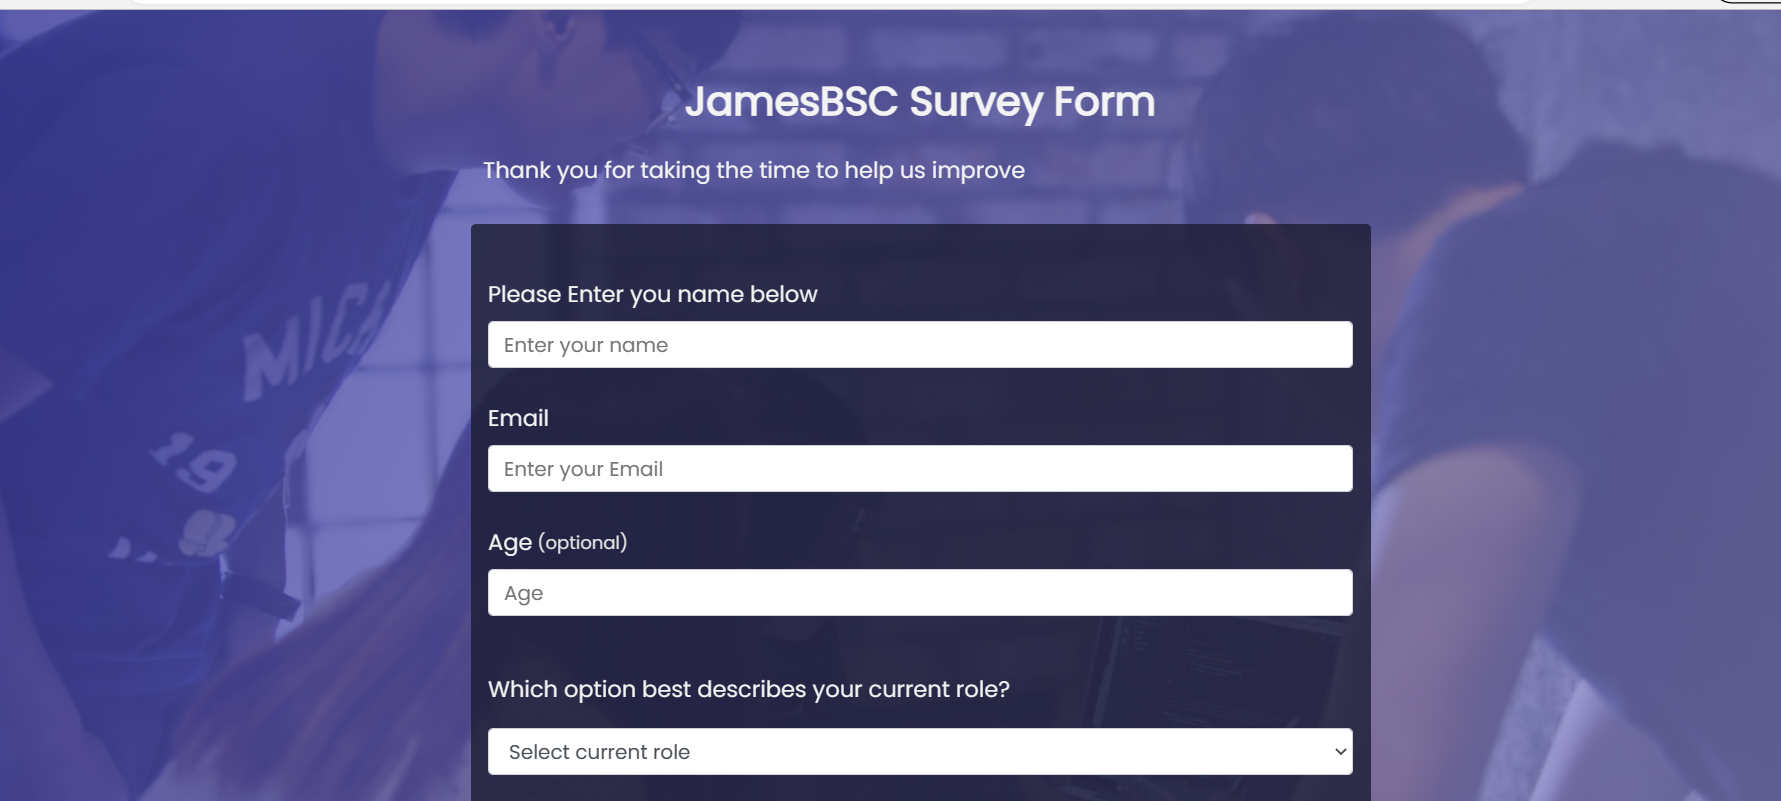 JamesBSC Survey Form
Thank you for taking the time to help us improve
Please Enter you name below
Enter your name
Email
Enter your Email
Age (optional)
Age
Which option best describes your current role?
Select current role
MICH
19